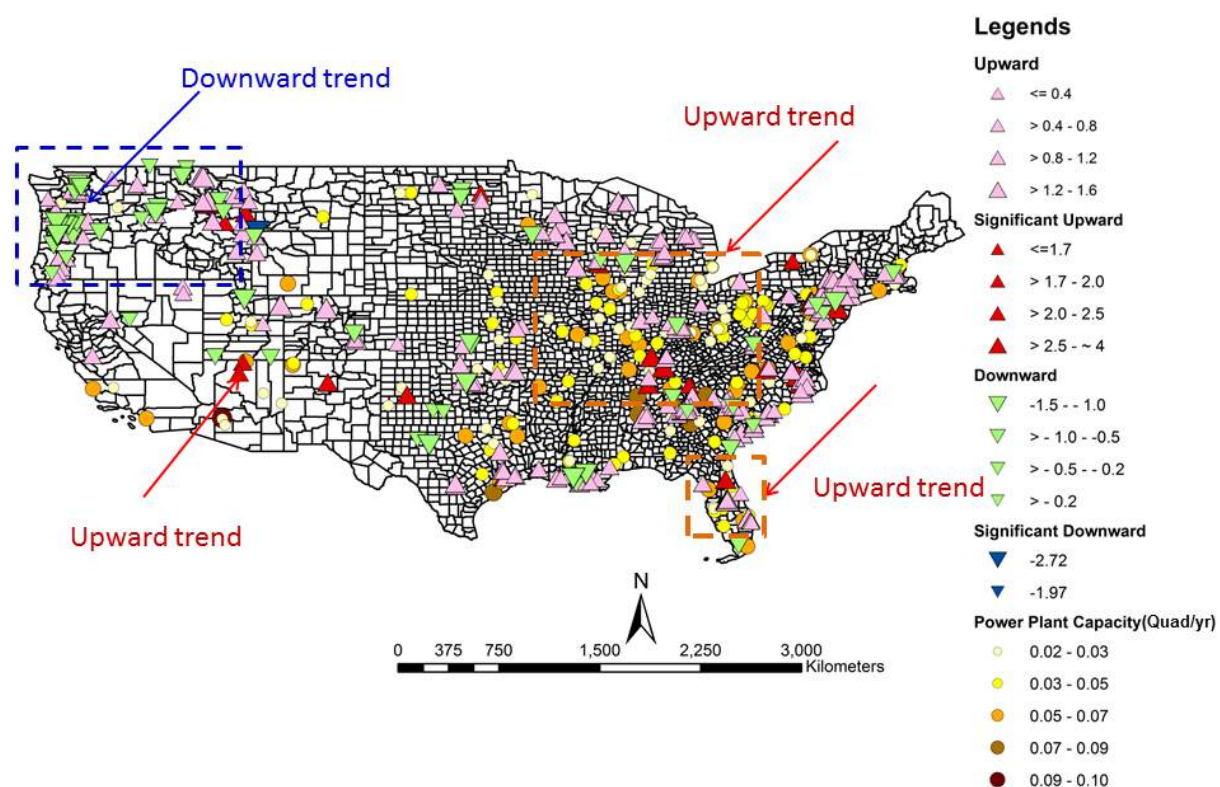 Legends
Upward
<= 0.4
> 0.4 - 0.8
> 0.8 - 1.2
> 1.2 - 1.6
Significant Upward
<=1.7
> 1.7 - 2.0
> 2.0 - 2.5
> 2.5 - ~ 4
Downward
-1.5 - - 1.0
> - 1.0 - -0.5
> - 0.5 - - 0.2
> - 0.2
Significant Downward
-2.72
-1.97
Power Plant Capacity(Quad/yr)
0.02 - 0.03
0.03 - 0.05
0.05 - 0.07
0.07 - 0.09
0.09 - 0.10
Downward trend
Upward trend
Upward trend
Upward trend
N
0 375 750 1,500 2,250 3,000
Kilometers